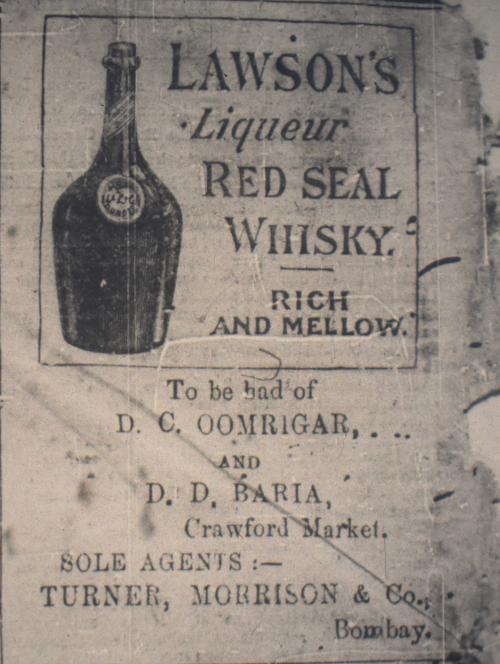 LAWSON'S
Liqueur
RED SEAL
WHISKY.
RICH
AND MELLOW.
To be had of
D. C. OOMRIGAR,
AND
D. D. BARIA,
Crawford Market.
SOLE AGENTS :—
TURNER, MORRISON & Co.,
Bombay.